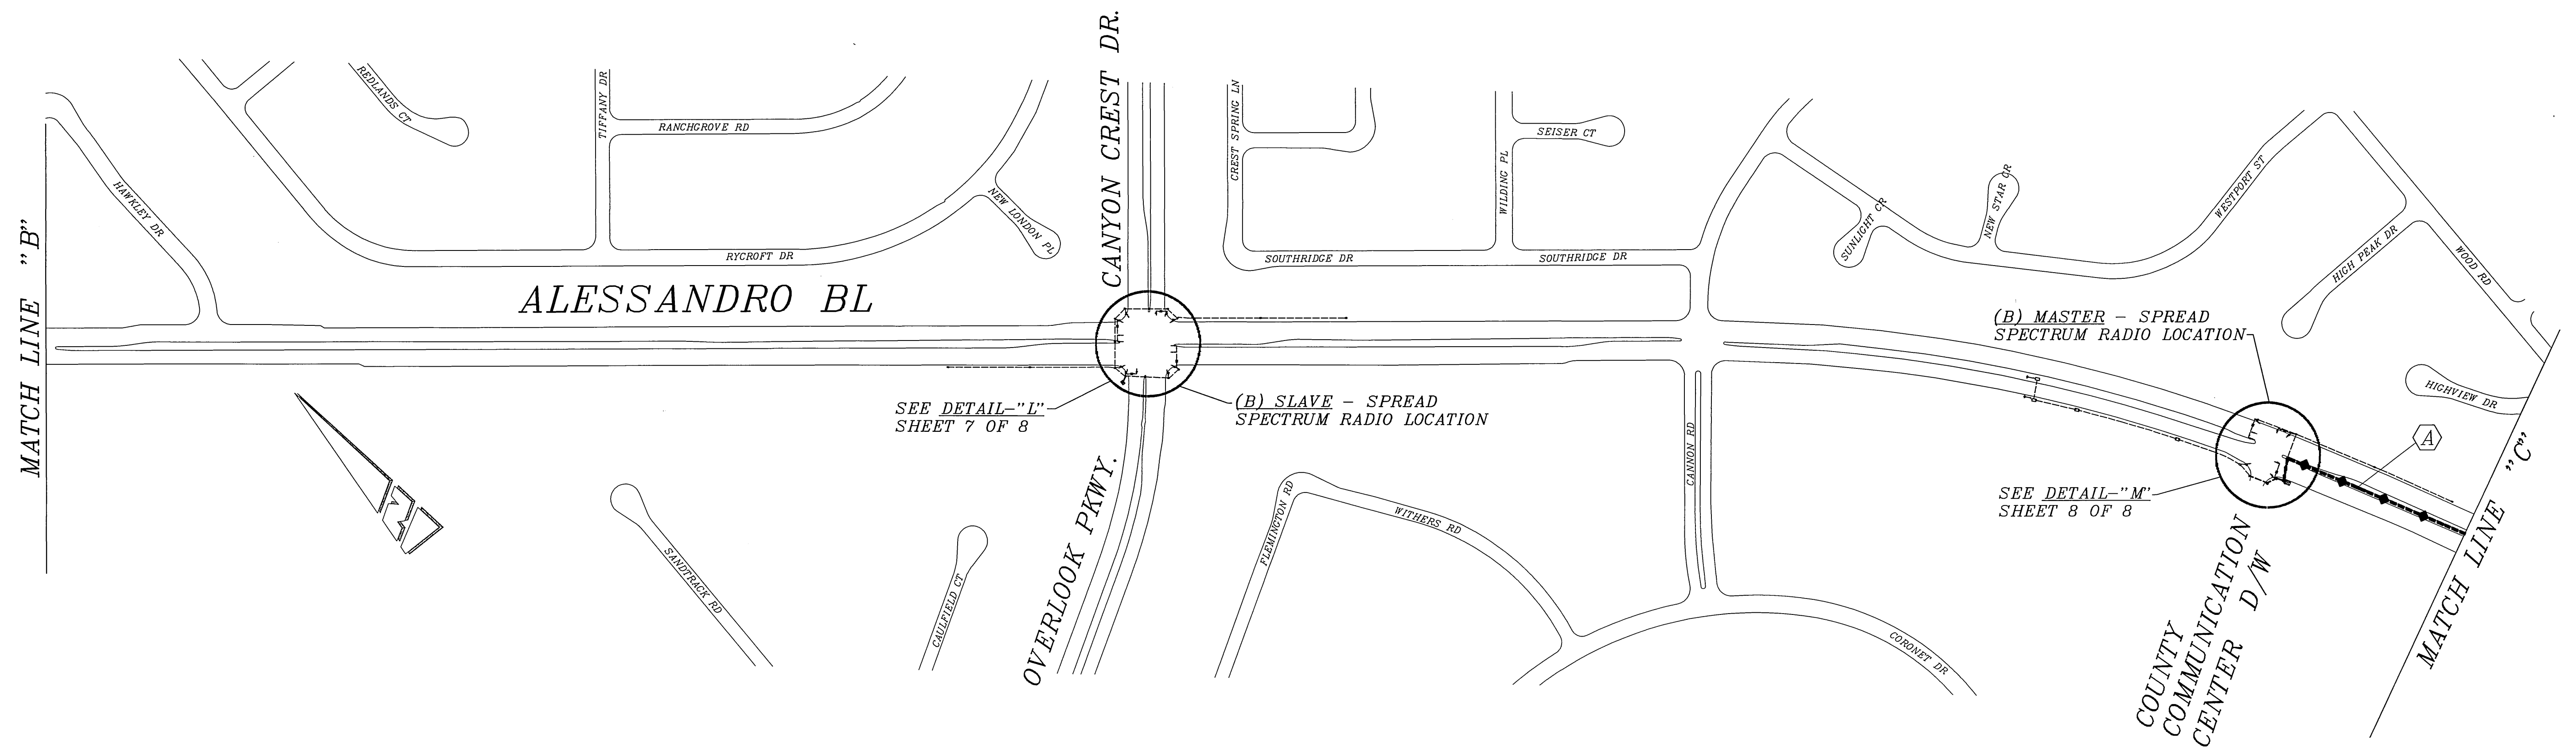 MATCH LINE "B"
HAWKLEY DR
REDLANDS CT
TIFFANY DR
RANCHGROVE RD
RYCROFT DR
NEW LONDON PL
ALESSANDRO BL
CANYON CREST DR.
CREST SPRING LN
SOUTHRIDGE DR
WILDING PL
SEISER CT
SOUTHRIDGE DR
SUNLIGHT CR
NEW STAR CR
WESTPORT ST
HIGH PEAK DR
WOOD RD
HIGHVIEW DR
(B) MASTER - SPREAD
SPECTRUM RADIO LOCATION
SEE DETAIL-"L"
SHEET 7 OF 8
(B) SLAVE - SPREAD
SPECTRUM RADIO LOCATION
SEE DETAIL-"M"
SHEET 8 OF 8
A
SANDTRACK RD
CAULFIELD CT
OVERLOOK PKWY.
FLEMINGTON RD
WITHERS RD
CANNON RD
CORONET DR
COUNTY
COMMUNICATION
CENTER D/W
MATCH LINE "C"